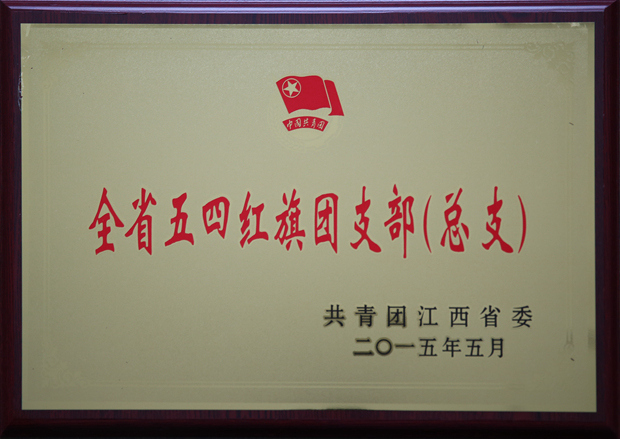 中国共青团
全省五四红旗团支部(总支)
共青团江西省委
二〇一五年五月